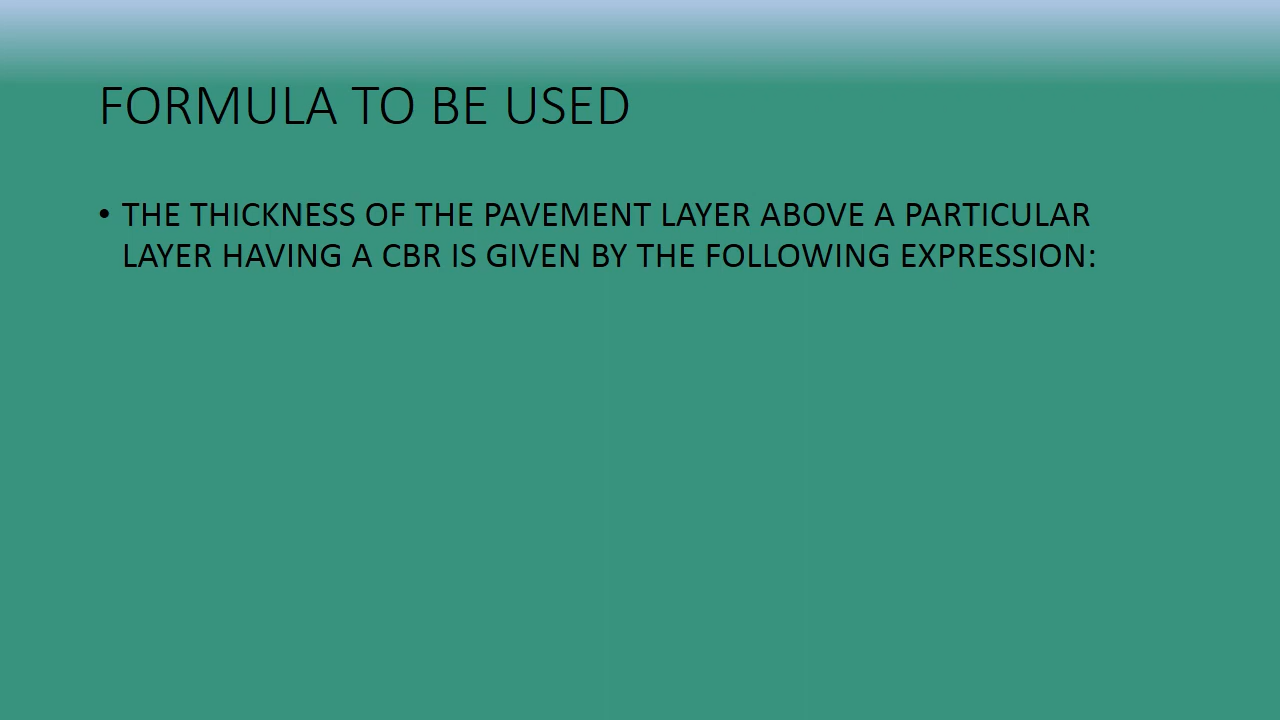 FORMULA TO BE USED
• THE THICKNESS OF THE PAVEMENT LAYER ABOVE A PARTICULAR
LAYER HAVING A CBR IS GIVEN BY THE FOLLOWING EXPRESSION: